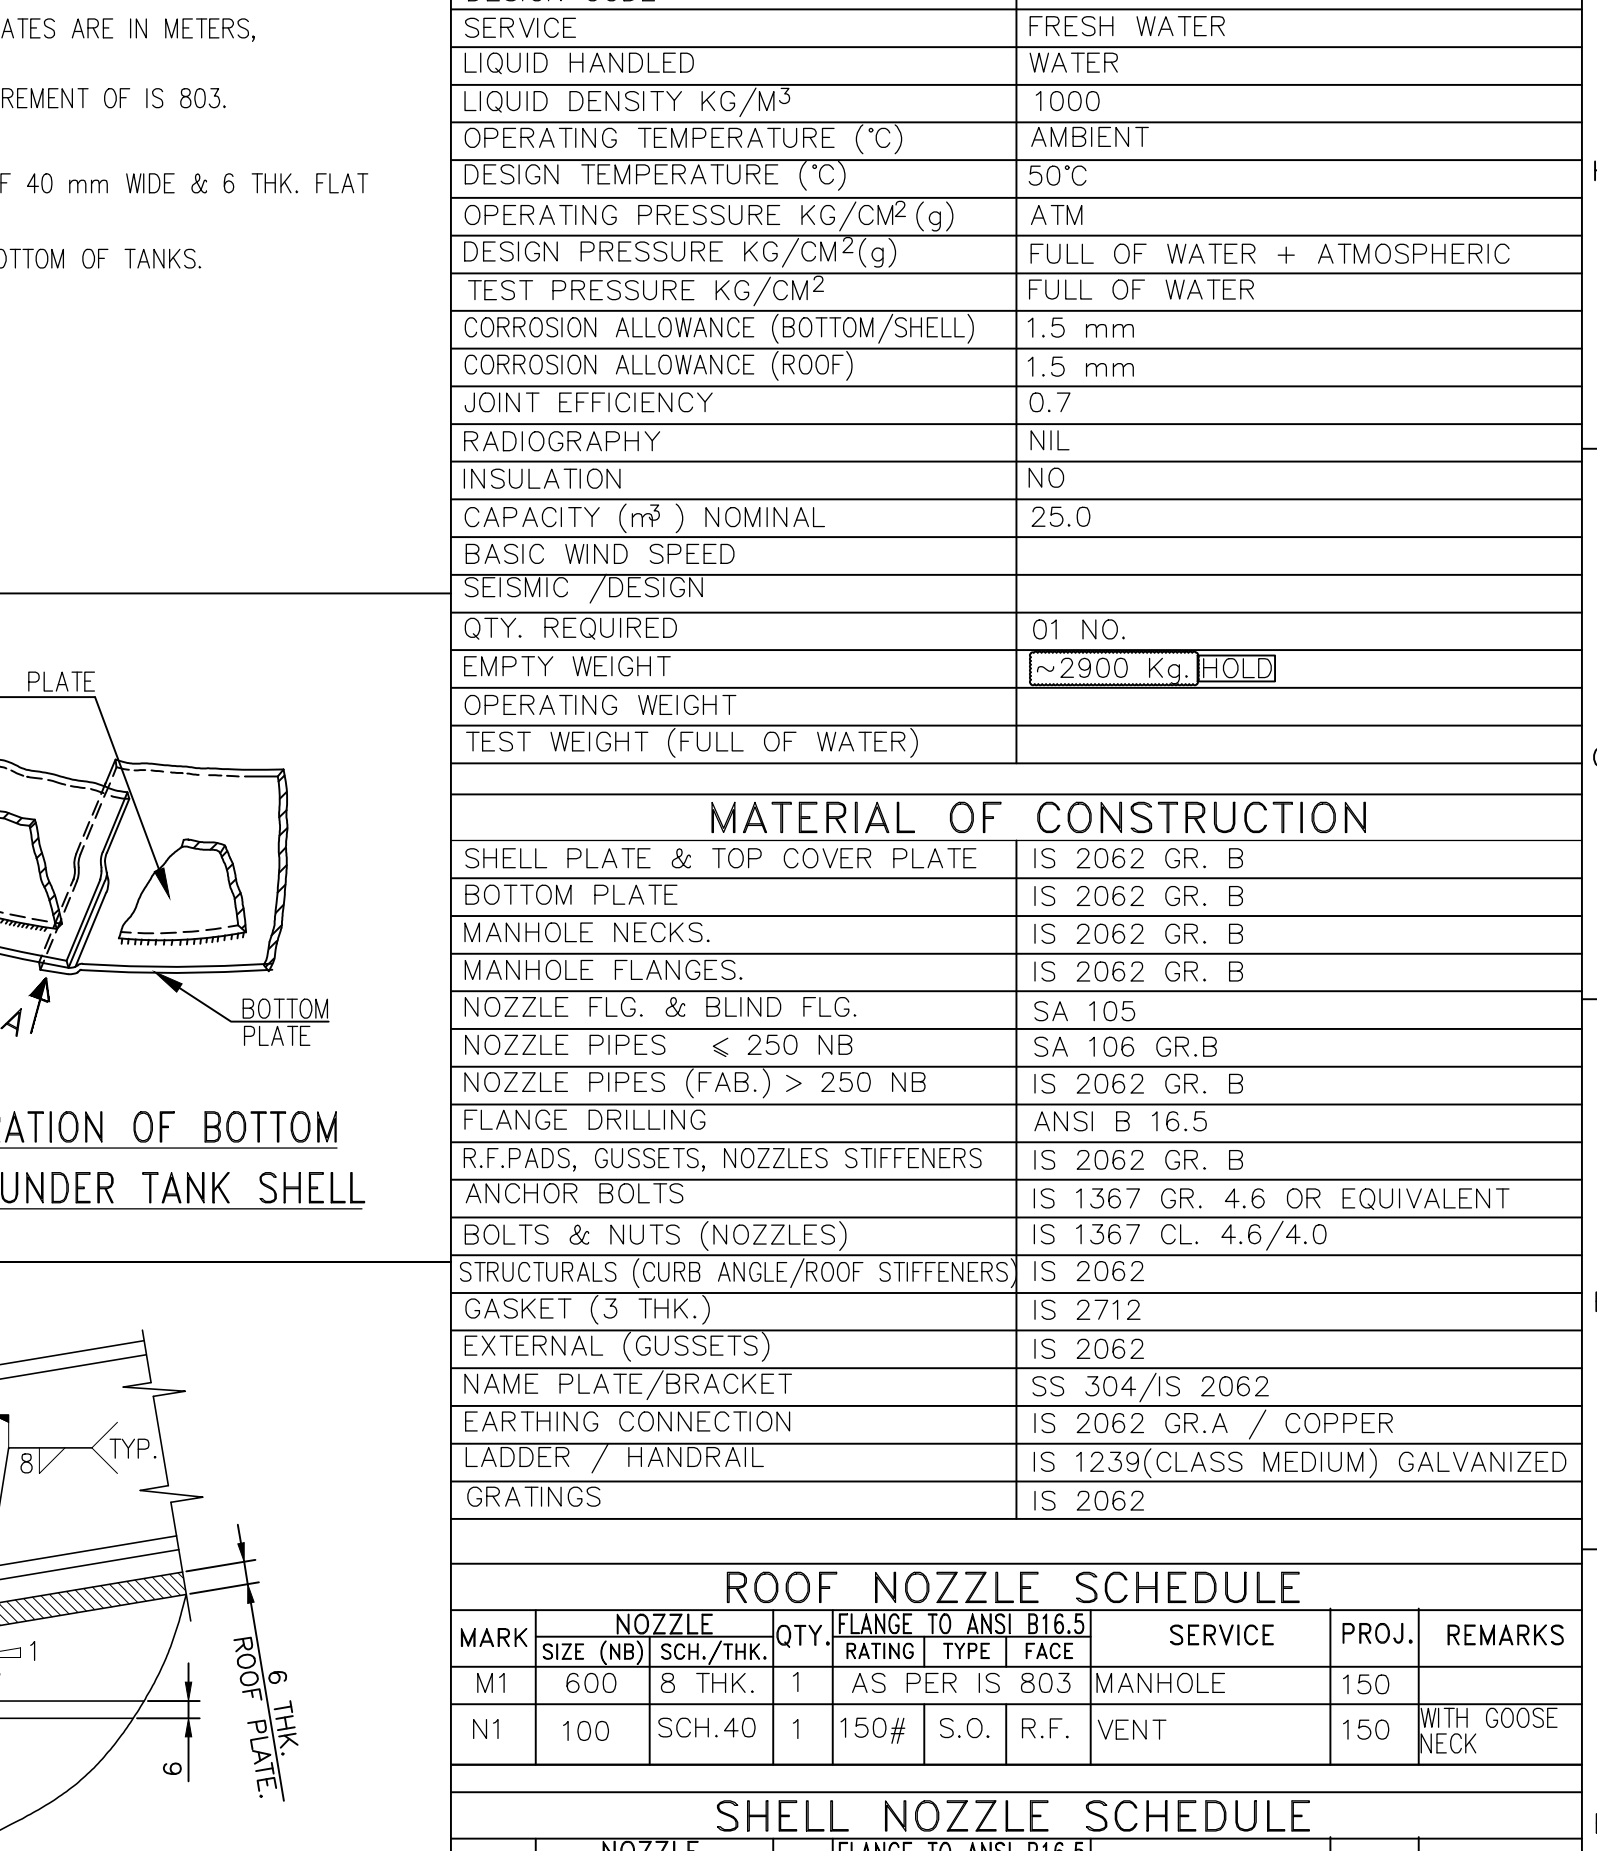 ATES ARE IN METERS,
REMENT OF IS 803.
F 40 mm WIDE & 6 THK. FLAT
OTTOM OF TANKS.
PLATE
BOTTOM
PLATE
A
RATION OF BOTTOM
UNDER TANK SHELL
8 TYP.
1
6 THK.
ROOF PLATE.
6
SERVICE FRESH WATER
LIQUID HANDLED WATER
LIQUID DENSITY KG/M³ 1000
OPERATING TEMPERATURE (°C) AMBIENT
DESIGN TEMPERATURE (°C) 50°C
OPERATING PRESSURE KG/CM² (g) ATM
DESIGN PRESSURE KG/CM²(g) FULL OF WATER + ATMOSPHERIC
TEST PRESSURE KG/CM² FULL OF WATER
CORROSION ALLOWANCE (BOTTOM/SHELL) 1.5 mm
CORROSION ALLOWANCE (ROOF) 1.5 mm
JOINT EFFICIENCY 0.7
RADIOGRAPHY NIL
INSULATION NO
CAPACITY (m³ ) NOMINAL 25.0
BASIC WIND SPEED
SEISMIC /DESIGN
QTY. REQUIRED 01 NO.
EMPTY WEIGHT ~2900 Kg. HOLD
OPERATING WEIGHT
TEST WEIGHT (FULL OF WATER)
MATERIAL OF CONSTRUCTION
SHELL PLATE & TOP COVER PLATE IS 2062 GR. B
BOTTOM PLATE IS 2062 GR. B
MANHOLE NECKS. IS 2062 GR. B
MANHOLE FLANGES. IS 2062 GR. B
NOZZLE FLG. & BLIND FLG. SA 105
NOZZLE PIPES ⩽ 250 NB SA 106 GR.B
NOZZLE PIPES (FAB.) > 250 NB IS 2062 GR. B
FLANGE DRILLING ANSI B 16.5
R.F.PADS, GUSSETS, NOZZLES STIFFENERS IS 2062 GR. B
ANCHOR BOLTS IS 1367 GR. 4.6 OR EQUIVALENT
BOLTS & NUTS (NOZZLES) IS 1367 CL. 4.6/4.0
STRUCTURALS (CURB ANGLE/ROOF STIFFENERS) IS 2062
GASKET (3 THK.) IS 2712
EXTERNAL (GUSSETS) IS 2062
NAME PLATE/BRACKET SS 304/IS 2062
EARTHING CONNECTION IS 2062 GR.A / COPPER
LADDER / HANDRAIL IS 1239(CLASS MEDIUM) GALVANIZED
GRATINGS IS 2062
ROOF NOZZLE SCHEDULE
MARK NOZZLE QTY. FLANGE TO ANSI B16.5 SERVICE PROJ. REMARKS
SIZE (NB) SCH./THK. RATING TYPE FACE
M1 600 8 THK. 1 AS PER IS 803 MANHOLE 150
N1 100 SCH.40 1 150# S.O. R.F. VENT 150 WITH GOOSE
NECK
SHELL NOZZLE SCHEDULE
NOZZLE FLANGE TO ANSI B16.5